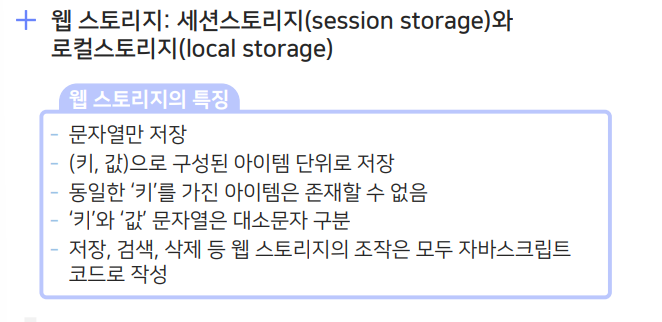 + 웹 스토리지: 세션스토리지(session storage)와
로컬스토리지(local storage)
웹 스토리지의 특징
- 문자열만 저장
- (키, 값)으로 구성된 아이템 단위로 저장
- 동일한 ‘키’를 가진 아이템은 존재할 수 없음
- ‘키’와 ‘값’ 문자열은 대소문자 구분
- 저장, 검색, 삭제 등 웹 스토리지의 조작은 모두 자바스크립트
코드로 작성